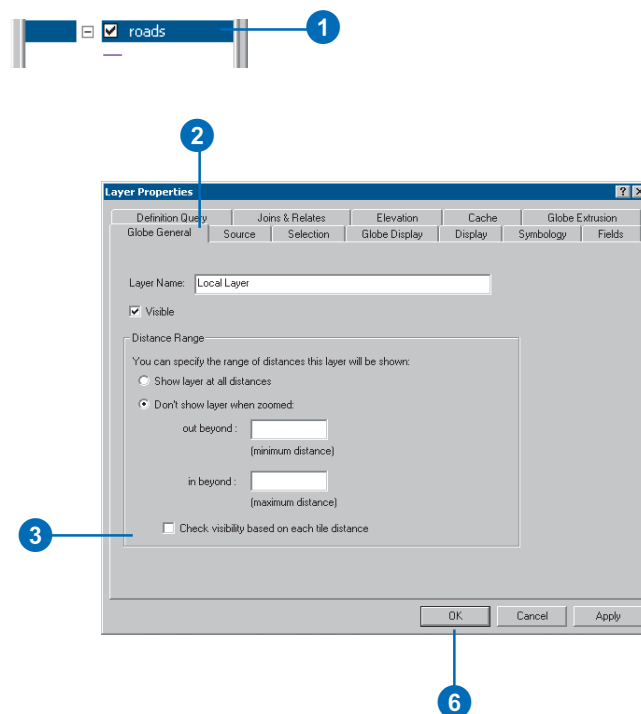 roads
1
2
Layer Properties
Definition Query Joins & Relates Elevation Cache Globe Extrusion
Globe General Source Selection Globe Display Display Symbology Fields
Layer Name: Local Layer
Visible
Distance Range
You can specify the range of distances this layer will be shown:
Show layer at all distances
Don't show layer when zoomed:
out beyond :
(minimum distance)
in beyond :
(maximum distance)
3
Check visibility based on each tile distance
OK Cancel Apply
6